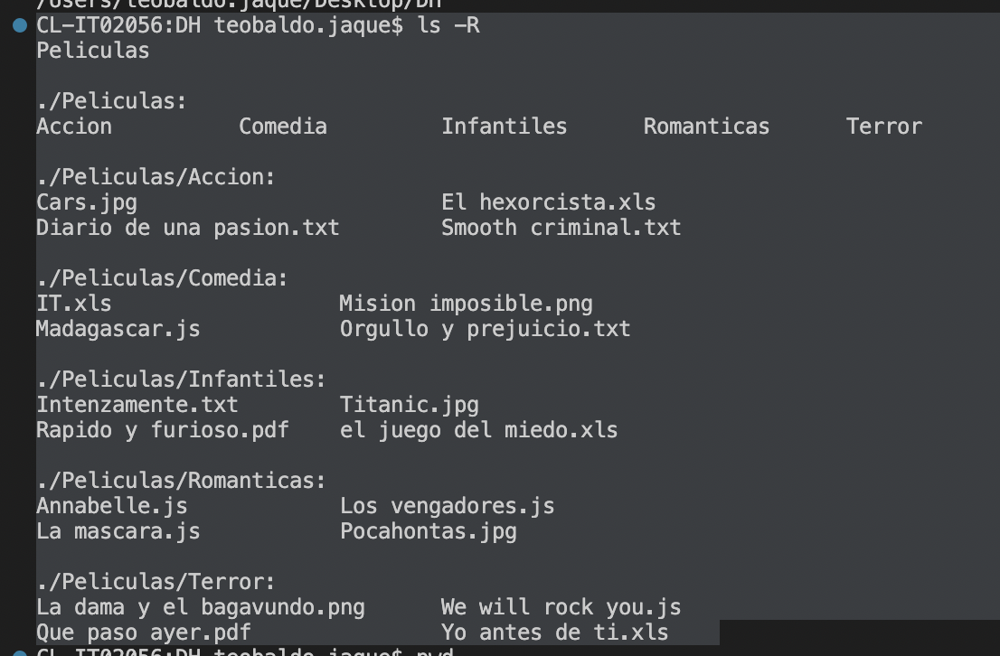 /Users/teobaldo.jaque/Desktop/DH
CL-IT02056:DH teobaldo.jaque$ ls -R
Peliculas
./Peliculas:
Accion Comedia Infantiles Romanticas Terror
./Peliculas/Accion:
Cars.jpg El hexorcista.xls
Diario de una pasion.txt Smooth criminal.txt
./Peliculas/Comedia:
IT.xls Mision imposible.png
Madagascar.js Orgullo y prejuicio.txt
./Peliculas/Infantiles:
Intenzamente.txt Titanic.jpg
Rapido y furioso.pdf el juego del miedo.xls
./Peliculas/Romanticas:
Annabelle.js Los vengadores.js
La mascara.js Pocahontas.jpg
./Peliculas/Terror:
La dama y el bagavundo.png We will rock you.js
Que paso ayer.pdf Yo antes de ti.xls
CL-IT02056:DH teobaldo.jaque$ pwd